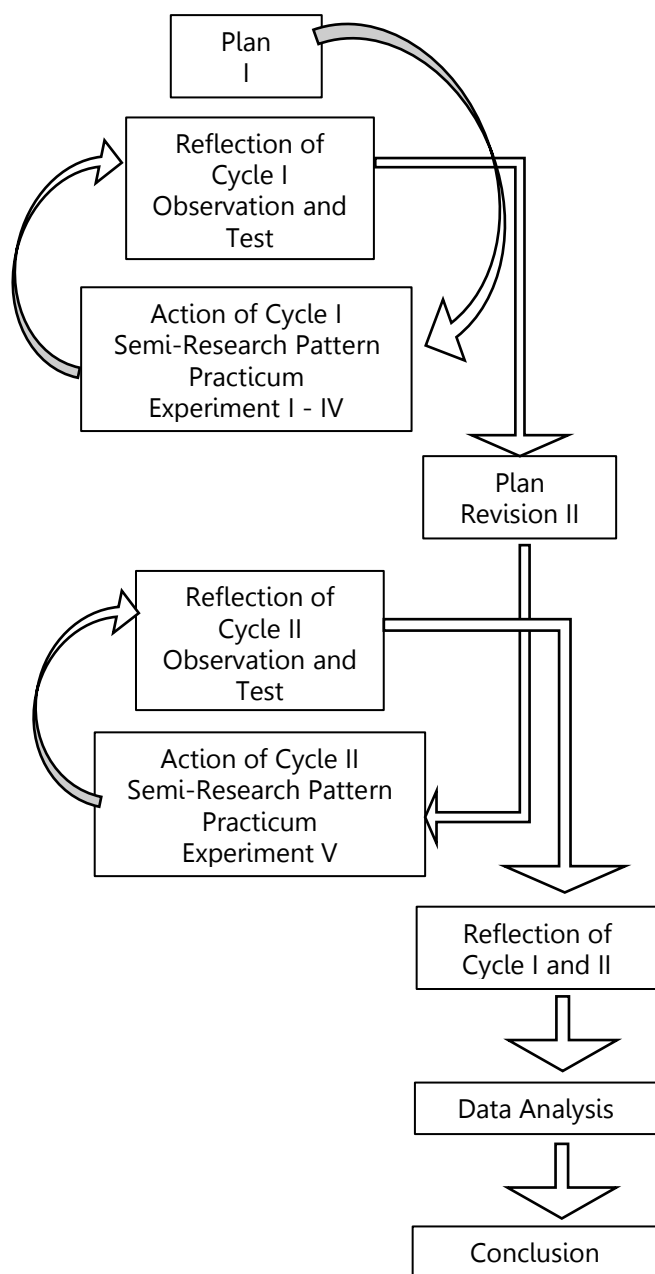 Plan
I
Reflection of
Cycle I
Observation and
Test
Action of Cycle I
Semi-Research Pattern
Practicum
Experiment I - IV
Plan
Revision II
Reflection of
Cycle II
Observation and
Test
Action of Cycle II
Semi-Research Pattern
Practicum
Experiment V
Reflection of
Cycle I and II
Data Analysis
Conclusion